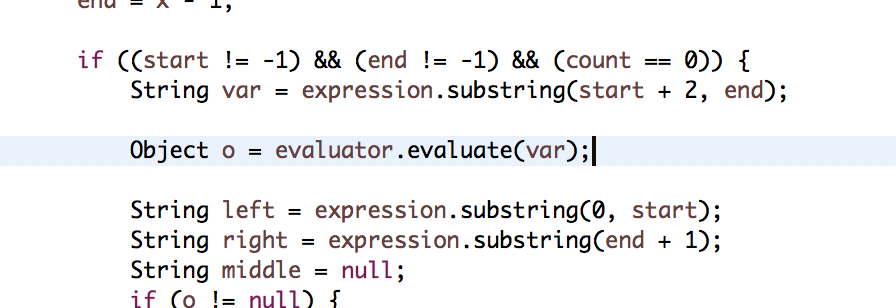 end = x - 1;
if ((start != -1) && (end != -1) && (count == 0)) {
String var = expression.substring(start + 2, end);
Object o = evaluator.evaluate(var);
String left = expression.substring(0, start);
String right = expression.substring(end + 1);
String middle = null;
if (o != null) {